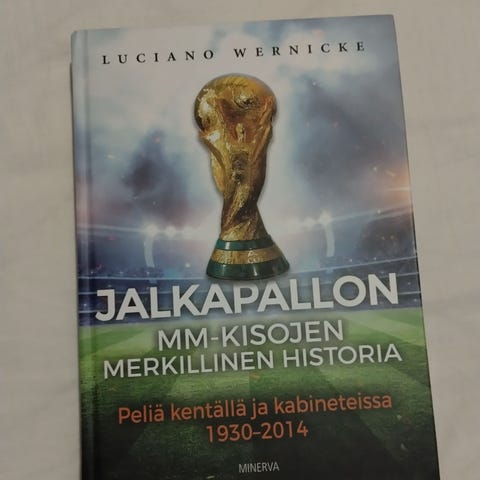 LUCIANO WERNICKE
JALKAPALLON
MM-KISOJEN
MERKILLINEN HISTORIA
Peliä kentällä ja kabineteissa
1930–2014
MINERVA